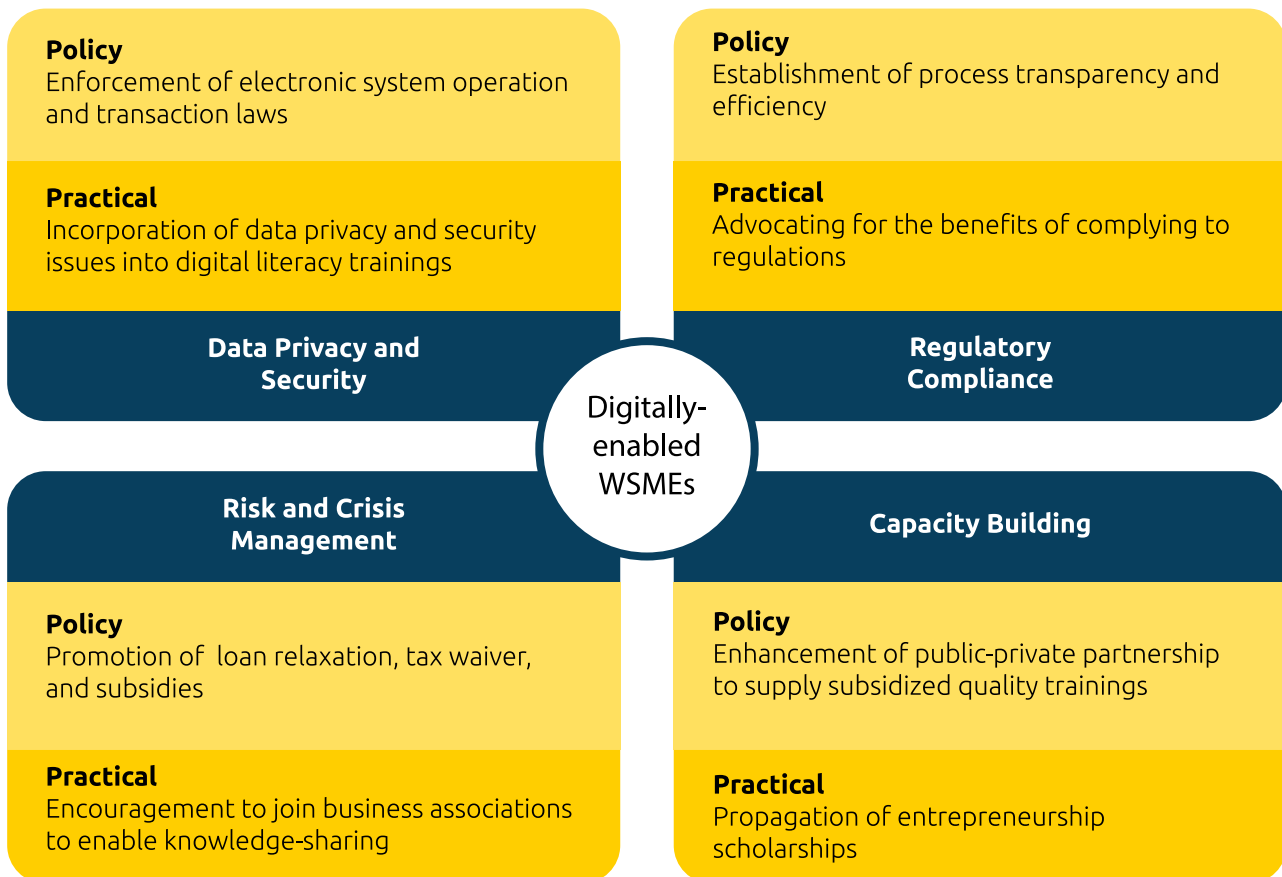 Policy
Enforcement of electronic system operation
and transaction laws
Practical
Incorporation of data privacy and security
issues into digital literacy trainings
Data Privacy and
Security
Policy
Establishment of process transparency and
efficiency
Practical
Advocating for the benefits of complying to
regulations
Regulatory
Compliance
Digitally-
enabled
WSMEs
Risk and Crisis
Management
Policy
Promotion of loan relaxation, tax waiver,
and subsidies
Practical
Encouragement to join business associations
to enable knowledge-sharing
Capacity Building
Policy
Enhancement of public-private partnership
to supply subsidized quality trainings
Practical
Propagation of entrepreneurship
scholarships